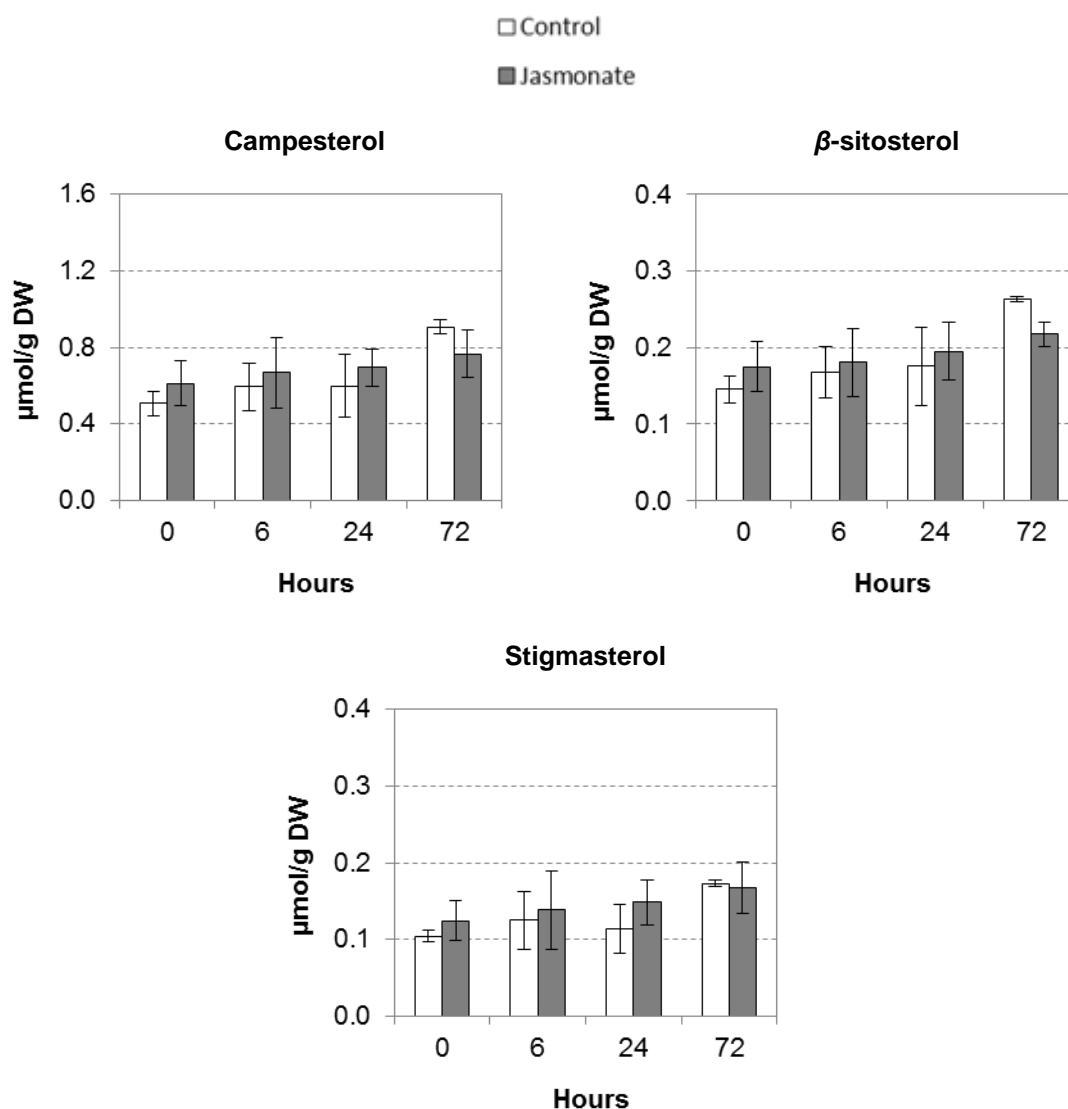 Control
Jasmonate
Campesterol
1.6
1.2
0.8
0.4
0.0
µmol/g DW
0 6 24 72
Hours
β-sitosterol
0.4
0.3
0.2
0.1
0.0
µmol/g DW
0 6 24 72
Hours
Stigmasterol
0.4
0.3
0.2
0.1
0.0
µmol/g DW
0 6 24 72
Hours